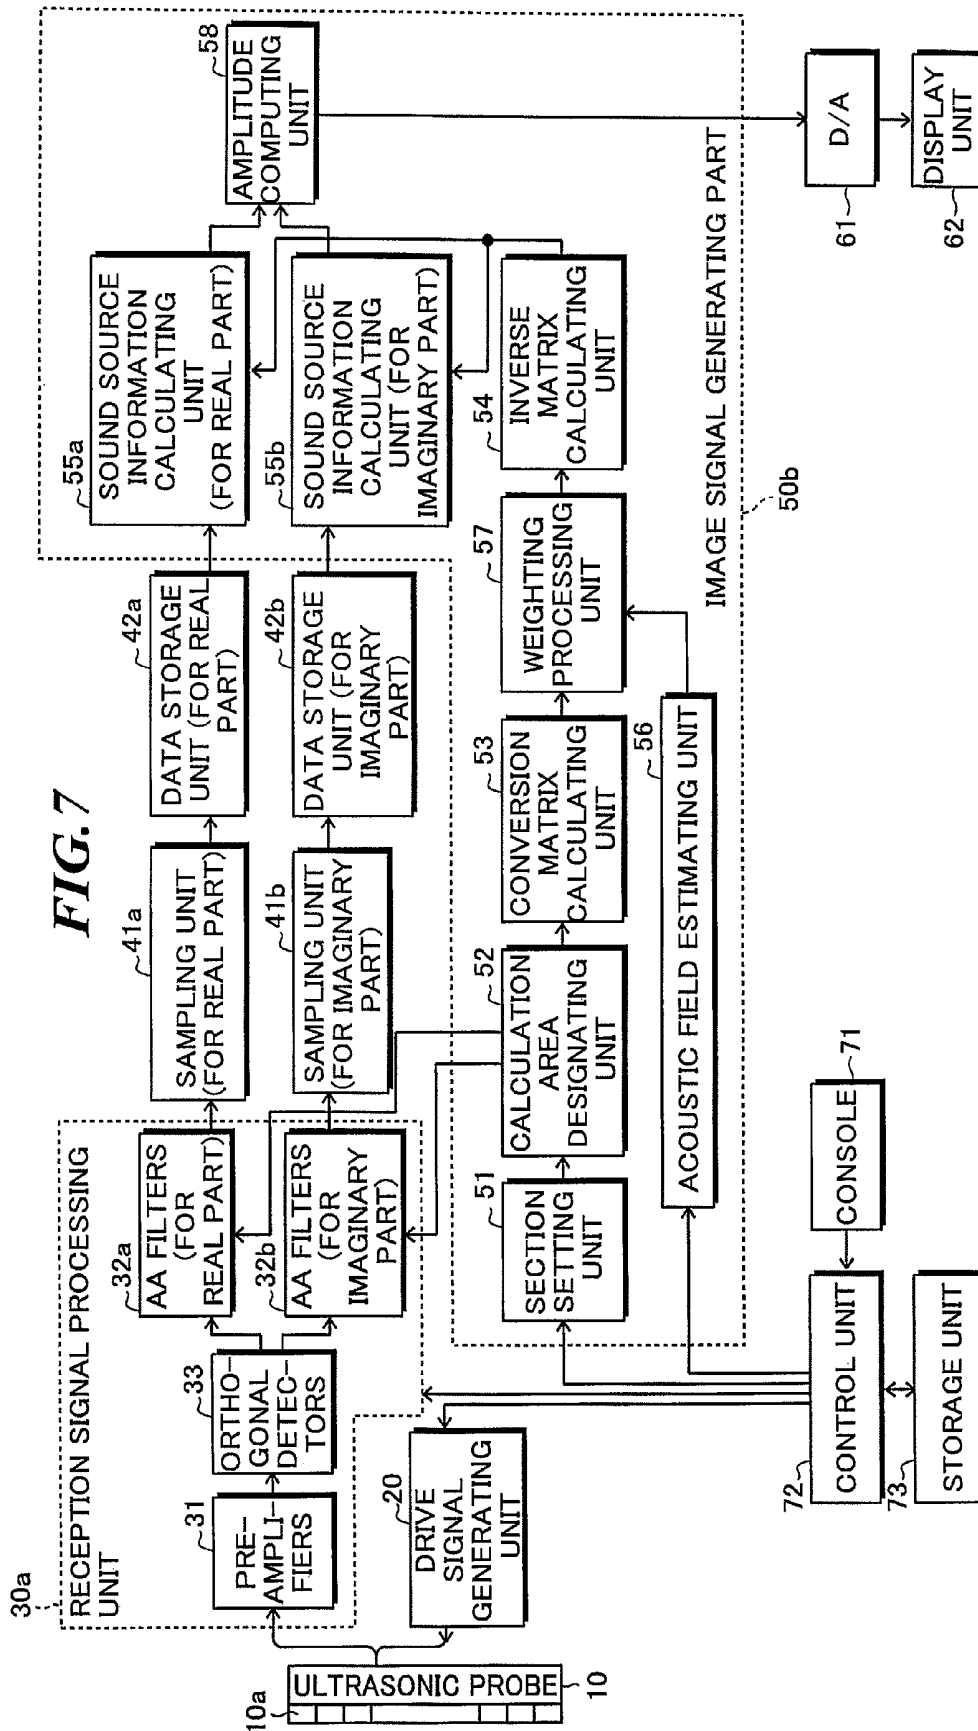 FIG.7
30a
RECEPTION SIGNAL PROCESSING
UNIT
10a
ULTRASONIC PROBE
10
31
PRE-
AMPLI-
FIERS
33
ORTHO-
GONAL
DETEC-
TORS
32a
AA FILTERS
(FOR
REAL PART)
32b
AA FILTERS
(FOR
IMAGINARY
PART)
41a
SAMPLING UNIT
(FOR REAL PART)
41b
SAMPLING UNIT
(FOR IMAGINARY
PART)
42a
DATA STORAGE
UNIT (FOR REAL
PART)
42b
DATA STORAGE
UNIT (FOR
IMAGINARY
PART)
55a
SOUND SOURCE
INFORMATION
CALCULATING
UNIT
(FOR REAL PART)
55b
SOUND SOURCE
INFORMATION
CALCULATING
UNIT (FOR
IMAGINARY PART)
58
AMPLITUDE
COMPUTING
UNIT
20
DRIVE
SIGNAL
GENERATING
UNIT
51
SECTION
SETTING
UNIT
52
CALCULATION
AREA
DESIGNATING
UNIT
53
CONVERSION
MATRIX
CALCULATING
UNIT
57
WEIGHTING
PROCESSING
UNIT
54
INVERSE
MATRIX
CALCULATING
UNIT
56
ACOUSTIC FIELD ESTIMATING UNIT
IMAGE SIGNAL GENERATING PART
50b
72
CONTROL UNIT
71
CONSOLE
73
STORAGE UNIT
61
D/A
62
DISPLAY
UNIT